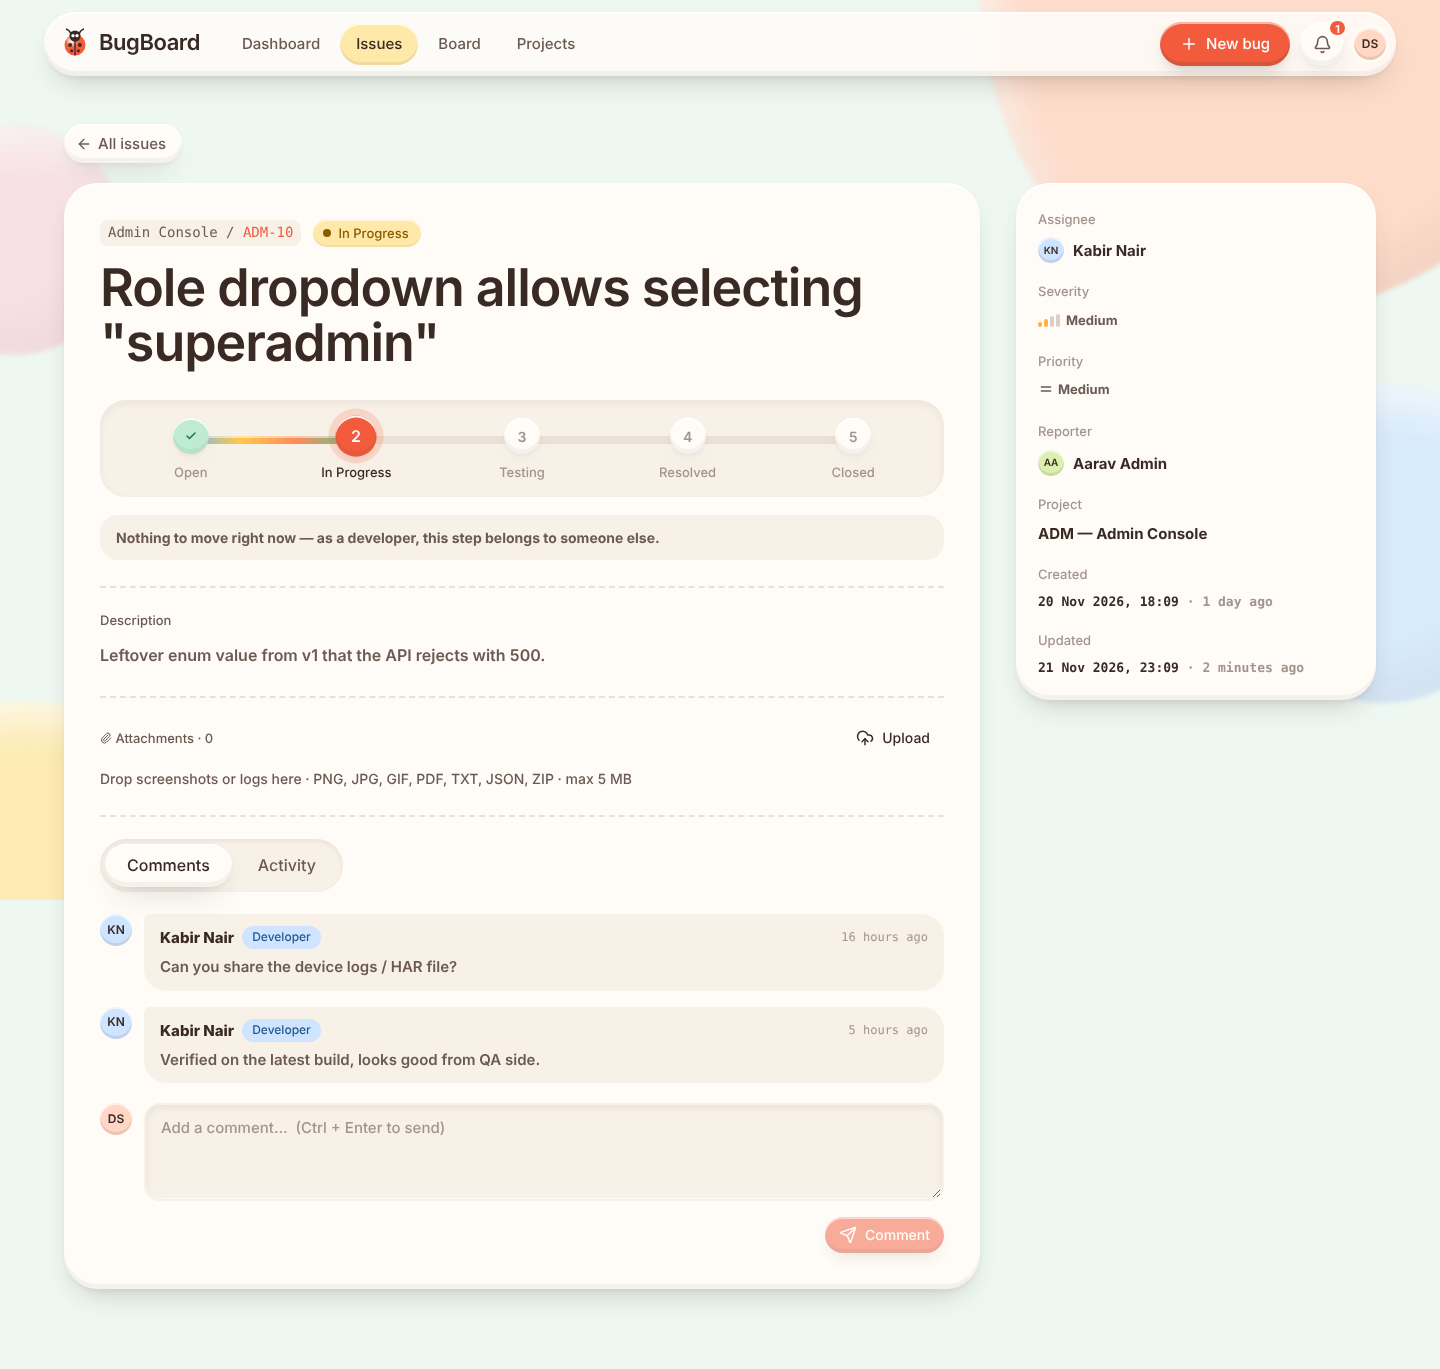 BugBoard
Dashboard
Issues
Board
Projects
New bug
1
DS
All issues
Admin Console / ADM-10
In Progress
Role dropdown allows selecting
"superadmin"
2
3
4
5
Open
In Progress
Testing
Resolved
Closed
Nothing to move right now — as a developer, this step belongs to someone else.
Description
Leftover enum value from v1 that the API rejects with 500.
Attachments · 0
Upload
Drop screenshots or logs here · PNG, JPG, GIF, PDF, TXT, JSON, ZIP · max 5 MB
Comments
Activity
KN
Kabir Nair
Developer
16 hours ago
Can you share the device logs / HAR file?
KN
Kabir Nair
Developer
5 hours ago
Verified on the latest build, looks good from QA side.
DS
Add a comment... (Ctrl + Enter to send)
Comment
Assignee
KN
Kabir Nair
Severity
Medium
Priority
Medium
Reporter
AA
Aarav Admin
Project
ADM — Admin Console
Created
20 Nov 2026, 18:09 · 1 day ago
Updated
21 Nov 2026, 23:09 · 2 minutes ago